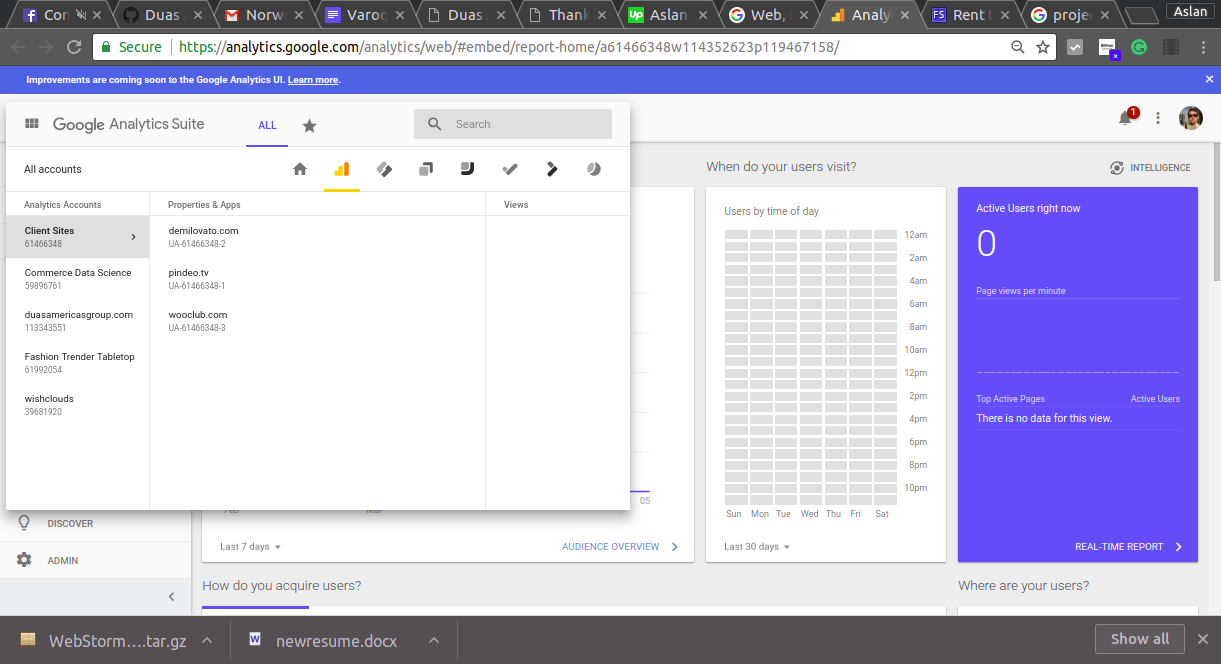 Con
Duas
Norwe
Varoq
Duas
Thank
Up
Aslan
Web,
Analy
FS
Rent
proje
Aslan
Secure
https://analytics.google.com/analytics/web/#embed/report-home/a61466348w114352623p119467158/
Improvements are coming soon to the Google Analytics UI. Learn more.
Google Analytics Suite
ALL
Search
1
All accounts
When do your users visit?
INTELLIGENCE
Analytics Accounts
Properties & Apps
Views
Client Sites
61466348
Commerce Data Science
59896761
duasamericasgroup.com
113343551
Fashion Trender Tabletop
61992054
wishclouds
39681920
demilovato.com
UA-61466348-2
pindeo.tv
UA-61466348-1
wooclub.com
UA-61466348-3
05
Last 7 days
AUDIENCE OVERVIEW
Users by time of day
12am
2am
4am
6am
8am
10am
12pm
2pm
4pm
6pm
8pm
10pm
Sun Mon Tue Wed Thu Fri Sat
Last 30 days
Active Users right now
0
Page views per minute
Top Active Pages
Active Users
There is no data for this view.
REAL-TIME REPORT
DISCOVER
ADMIN
How do you acquire users?
Where are your users?
WebStorm....tar.gz
W
newresume.docx
Show all